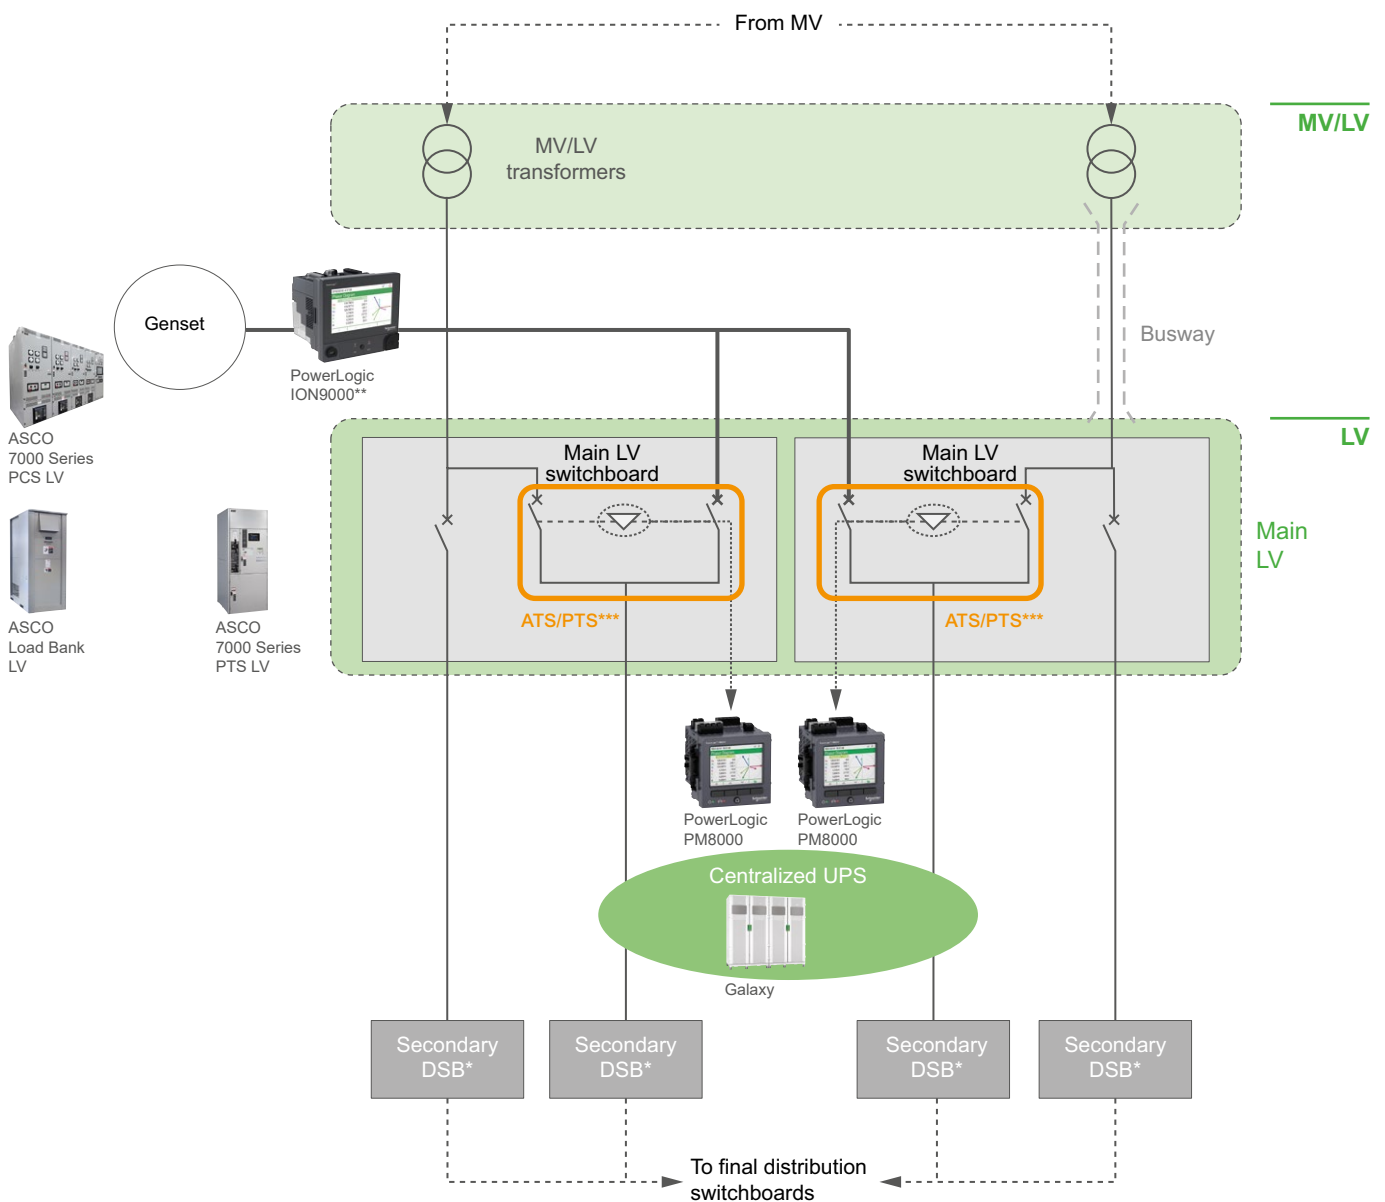 From MV
MV/LV
MV/LV
transformers
Genset
PowerLogic
ION9000**
Busway
ASCO
7000 Series
PCS LV
LV
Main LV
switchboard
Main LV
switchboard
Main
LV
ASCO
Load Bank
LV
ASCO
7000 Series
PTS LV
ATS/PTS***
ATS/PTS***
PowerLogic
PM8000
PowerLogic
PM8000
Centralized UPS
Galaxy
Secondary
DSB*
Secondary
DSB*
Secondary
DSB*
Secondary
DSB*
To final distribution
switchboards